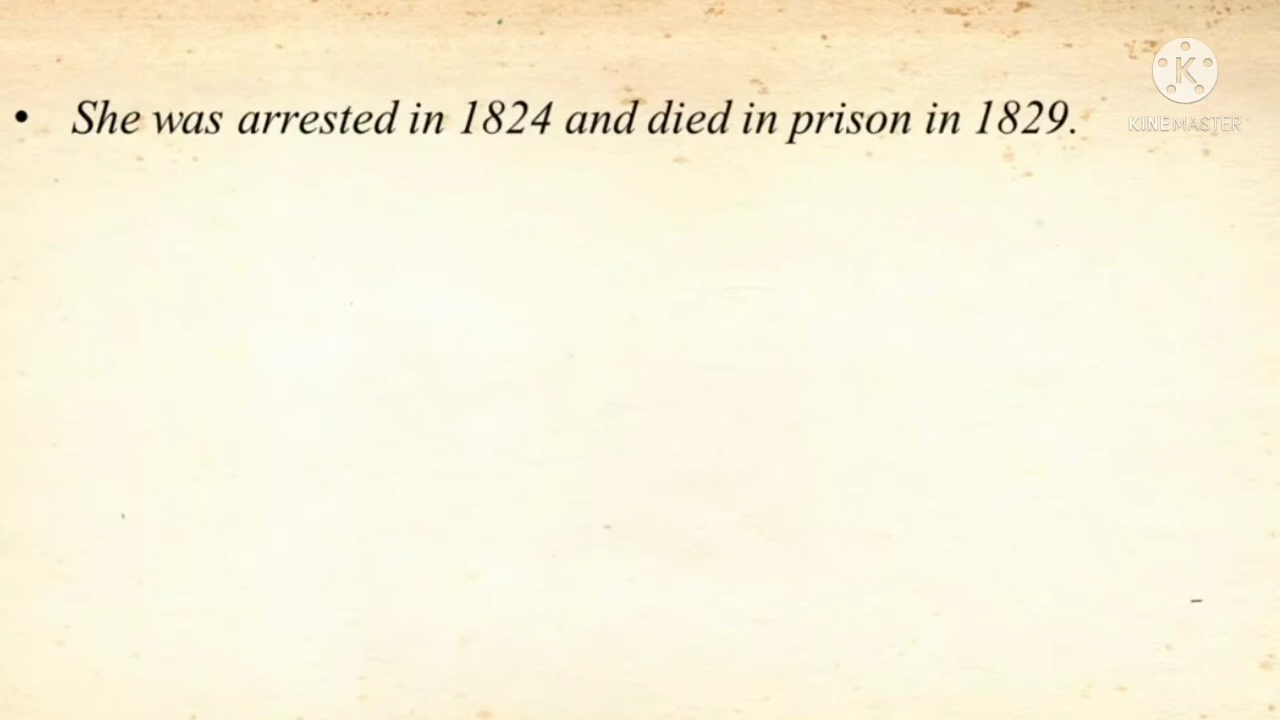 • She was arrested in 1824 and died in prison in 1829.
K
KINEMASTER